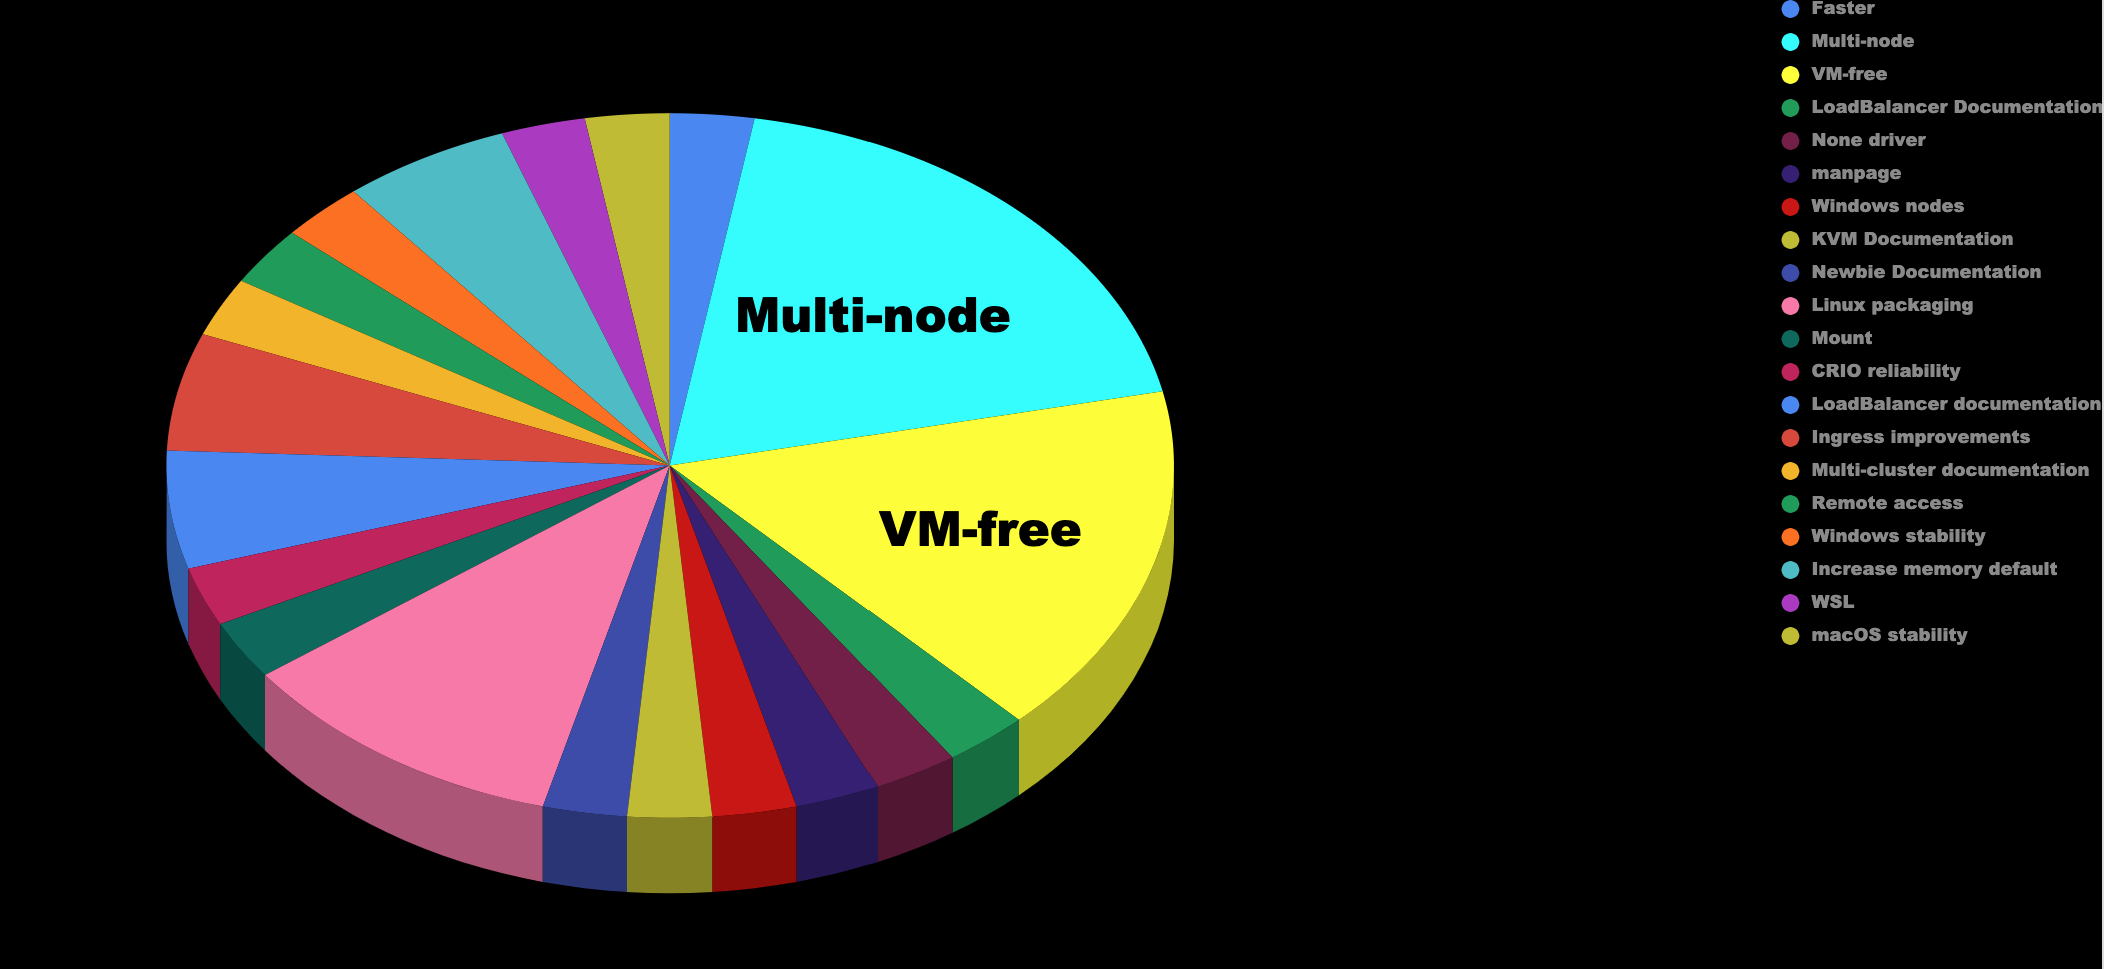 Multi-node
VM-free
Faster
Multi-node
VM-free
LoadBalancer Documentation
None driver
manpage
Windows nodes
KVM Documentation
Newbie Documentation
Linux packaging
Mount
CRIO reliability
LoadBalancer documentation
Ingress improvements
Multi-cluster documentation
Remote access
Windows stability
Increase memory default
WSL
macOS stability